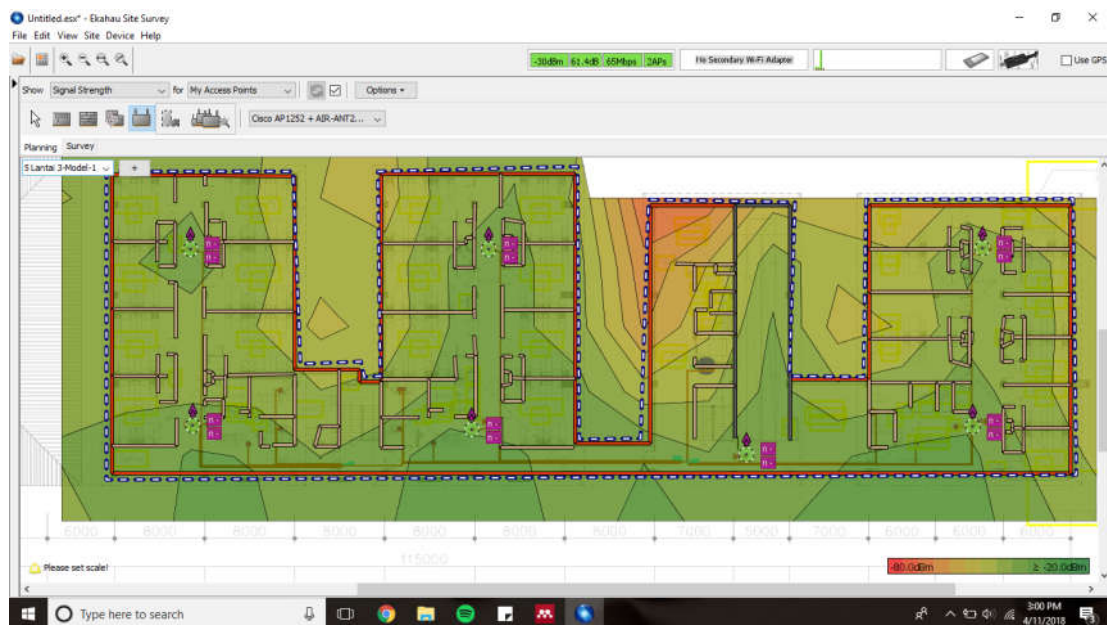 Untitled.esx* - Ekahau Site Survey
File Edit View Site Device Help
-30dBm 61.4dB 65Mbps 2APs No Secondary Wi-Fi Adapter Use GPS
Show Signal Strength for My Access Points Options
Cisco AP1252 + AIR-ANT2...
Planning Survey
S Lantai 3-Model-1 +
6000 8000 8000 8000 8000 8000 8000 7000 5000 7000 6000 6000 6000
115000
Please set scale!
-80.0dBm ≥ -20.0dBm
Type here to search
3:00 PM
4/11/2018